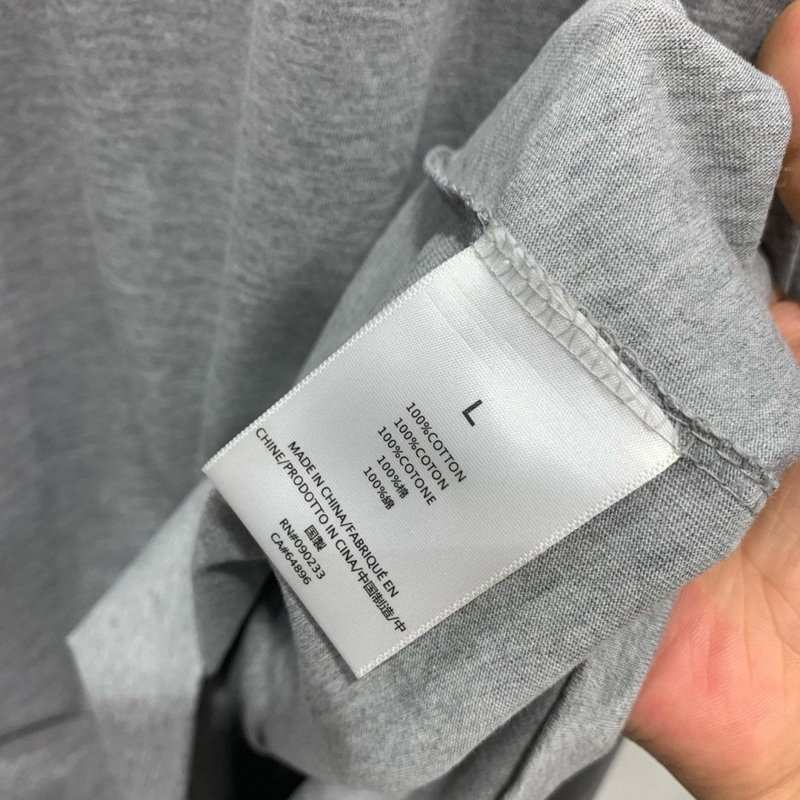 L
100%COTTON
100%COTON
100%COTONE
100%棉
100%綿
MADE IN CHINA/FABRIQUÉ EN
CHINE/PRODOTTO IN CINA/中国制造/中
国製
RN#090233
CA#64896